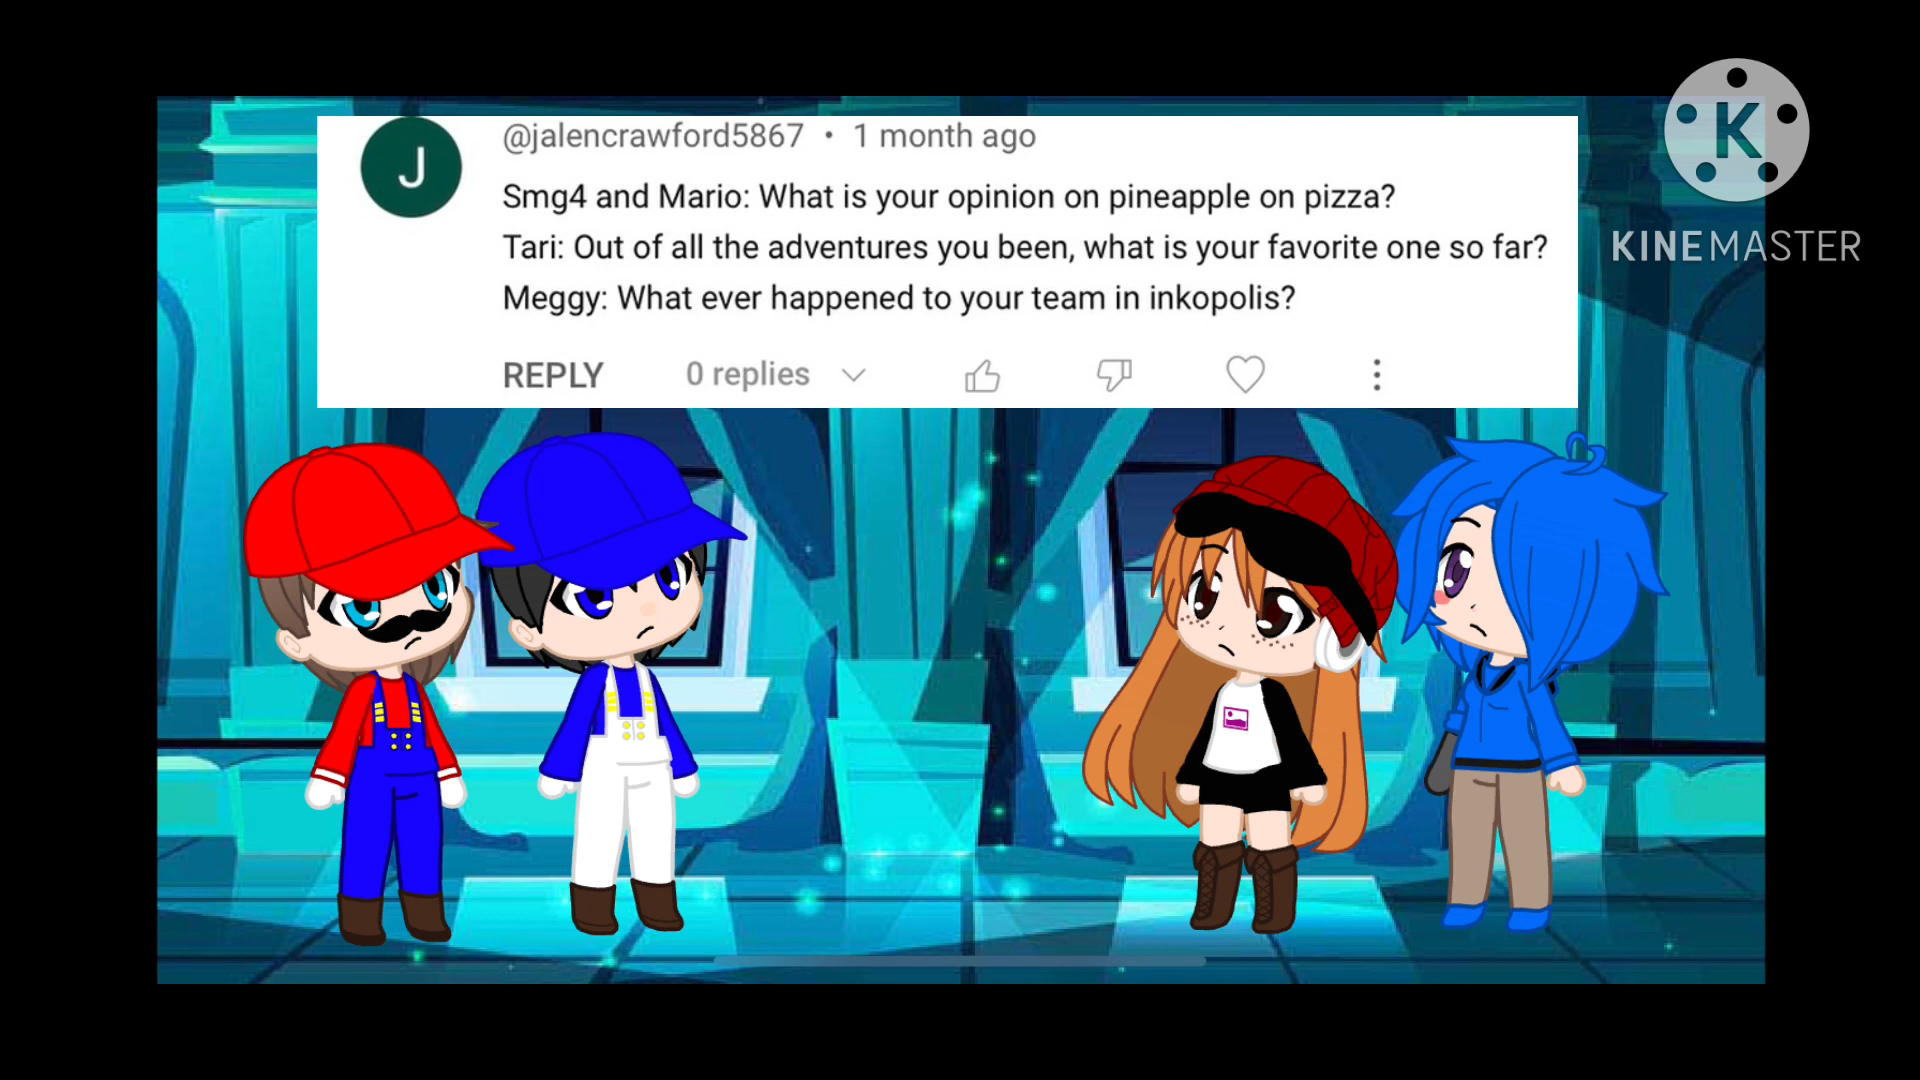 @jalencrawford5867 • 1 month ago
J
Smg4 and Mario: What is your opinion on pineapple on pizza?
Tari: Out of all the adventures you been, what is your favorite one so far?
Meggy: What ever happened to your team in inkopolis?
REPLY 0 replies
K
KINEMASTER